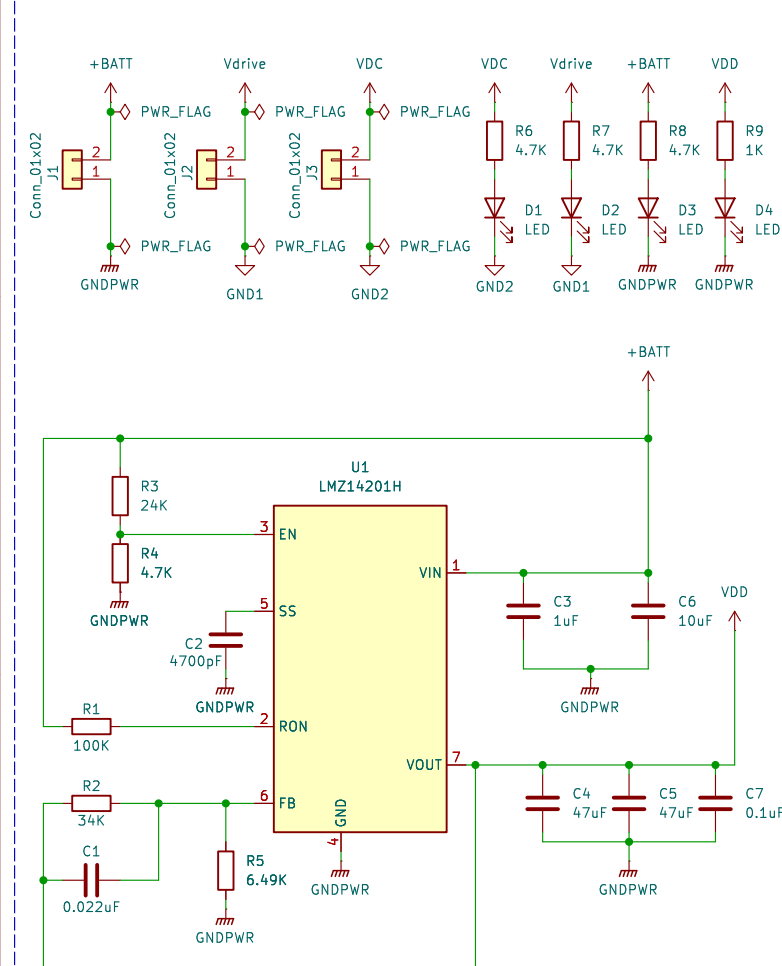 +BATT
Vdrive
VDC
VDC
Vdrive
+BATT
VDD
PWR_FLAG
PWR_FLAG
PWR_FLAG
Conn_01x02
J1
2
1
Conn_01x02
J2
2
1
Conn_01x02
J3
2
1
R6
4.7K
R7
4.7K
R8
4.7K
R9
1K
D1
LED
D2
LED
D3
LED
D4
LED
PWR_FLAG
PWR_FLAG
PWR_FLAG
GNDPWR
GND1
GND2
GND2
GND1
GNDPWR
GNDPWR
+BATT
U1
LMZ14201H
R3
24K
3
EN
R4
4.7K
GNDPWR
VIN
1
5
SS
C2
4700pF
GNDPWR
C3
1uF
C6
10uF
GNDPWR
VDD
R1
100K
2
RON
VOUT
7
R2
34K
6
FB
GND
4
GNDPWR
C4
47uF
C5
47uF
C7
0.1uF
GNDPWR
C1
0.022uF
R5
6.49K
GNDPWR